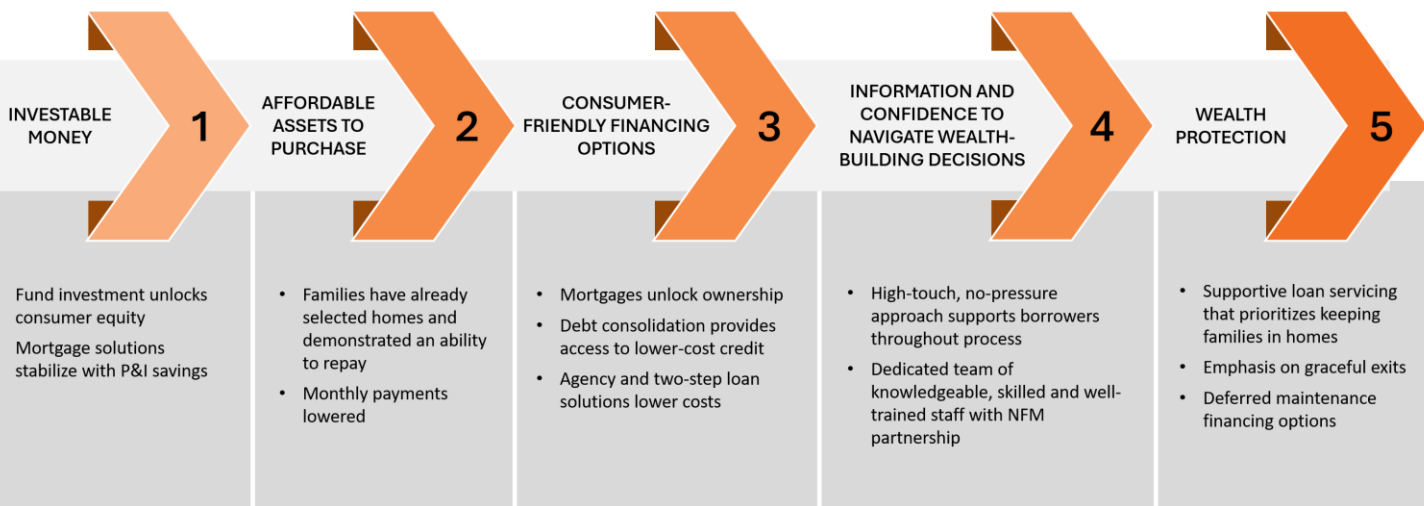 INVESTABLE
MONEY
1
AFFORDABLE
ASSETS TO
PURCHASE
2
CONSUMER-
FRIENDLY FINANCING
OPTIONS
3
INFORMATION AND
CONFIDENCE TO
NAVIGATE WEALTH-
BUILDING DECISIONS
4
WEALTH
PROTECTION
5
Fund investment unlocks
consumer equity
Mortgage solutions
stabilize with P&I savings
• Families have already
selected homes and
demonstrated an ability
to repay
• Monthly payments
lowered
• Mortgages unlock ownership
• Debt consolidation provides
access to lower-cost credit
• Agency and two-step loan
solutions lower costs
• High-touch, no-pressure
approach supports borrowers
throughout process
• Dedicated team of
knowledgeable, skilled and well-
trained staff with NFM
partnership
• Supportive loan servicing
that prioritizes keeping
families in homes
• Emphasis on graceful exits
• Deferred maintenance
financing options